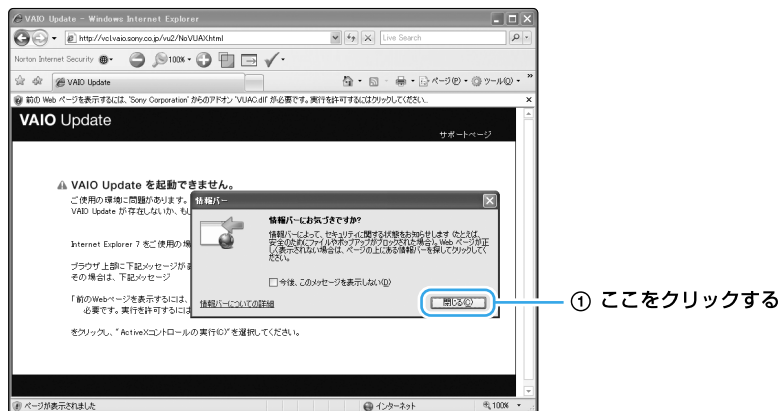 VAIO Update - Windows Internet Explorer
http://vcl.vaio.sony.co.jp/vu2/NoVUAX.html
Live Search
Norton Internet Security
100%
VAIO Update
ページ(P)
ツール(O)
前の Web ページを表示するには、'Sony Corporation' からのアドオン 'VUAC.dll' が必要です。実行を許可するにはクリックしてください...
VAIO Update
サポートページ
VAIO Update を起動できません。
ご使用の環境に問題があります。
VAIO Update が存在しないか、も
Internet Explorer 7 をご使用の場
ブラウザ上部に下記メッセージが
その場合は、下記メッセージ
「前のWebページを表示するには、
必要です。実行を許可するには
をクリックし、"ActiveXコントロールの実行(C)"を選択してください。
情報バー
情報バーにお気づきですか?
情報バーによって、セキュリティに関する状態をお知らせします (たとえば、
安全のためにファイルやポップアップがブロックされた場合)。Web ページが正
しく表示されない場合は、ページの上にある情報バーを探してクリックしてく
ださい。
今後、このメッセージを表示しない(D)
情報バーについての詳細
閉じる(C)
① ここをクリックする
ページが表示されました
インターネット
100%